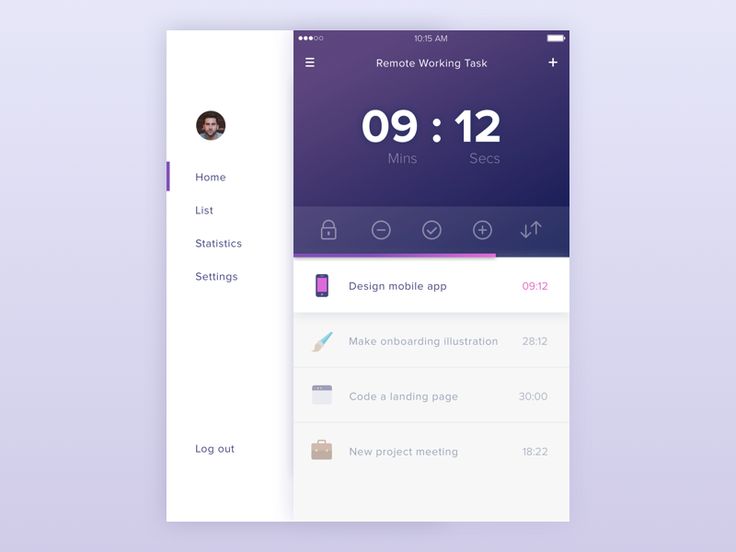 10:15 AM
Remote Working Task
09 : 12
Mins Secs
Home
List
Statistics
Settings
Log out
Design mobile app 09:12
Make onboarding illustration 28:12
Code a landing page 30:00
New project meeting 18:22